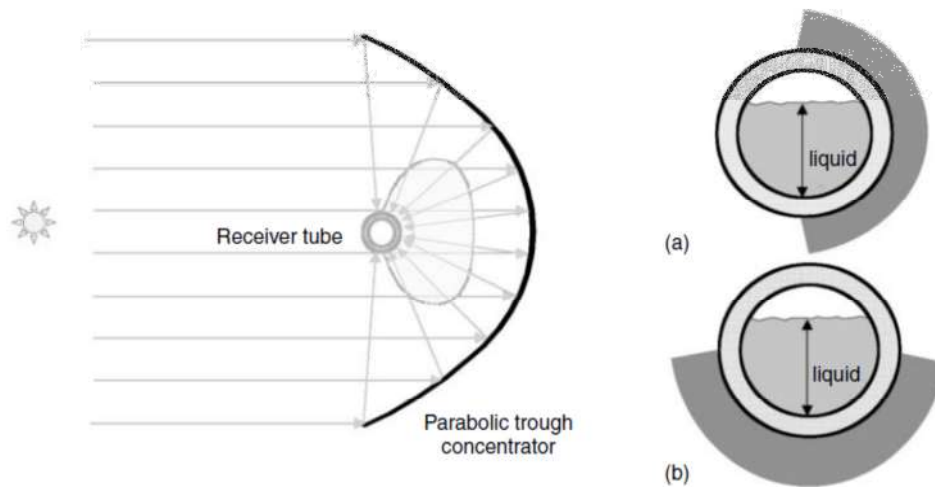 Receiver tube
Parabolic trough
concentrator
liquid
(a)
liquid
(b)